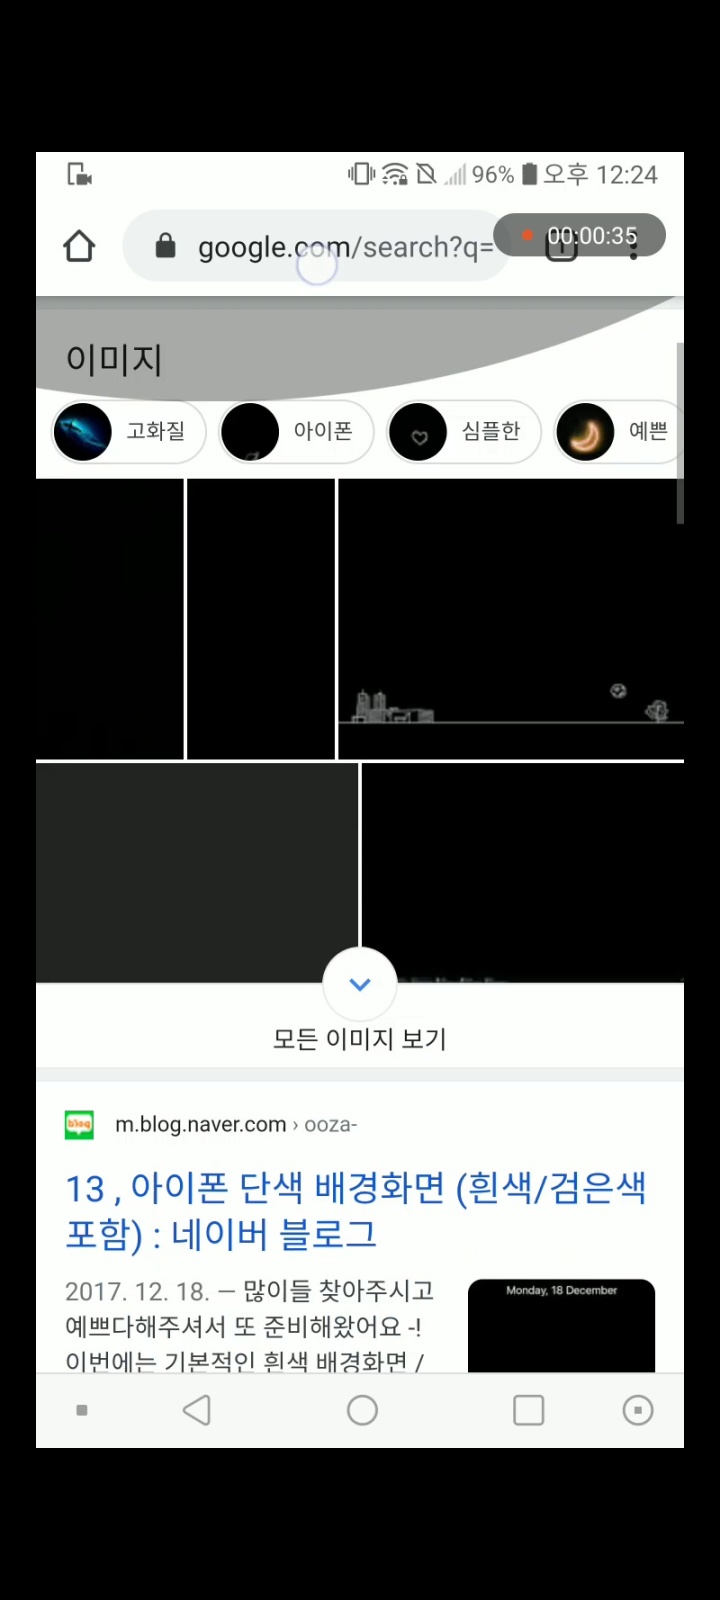 96% 오후 12:24
google.com/search?q=
00:00:35
이미지
고화질 아이폰 심플한 예쁜
모든 이미지 보기
blog m.blog.naver.com › ooza-
13 , 아이폰 단색 배경화면 (흰색/검은색
포함) : 네이버 블로그
2017. 12. 18. — 많이들 찾아주시고
예쁘다해주셔서 또 준비해왔어요 -!
이번에는 기본적인 흰색 배경화면 /
Monday, 18 December